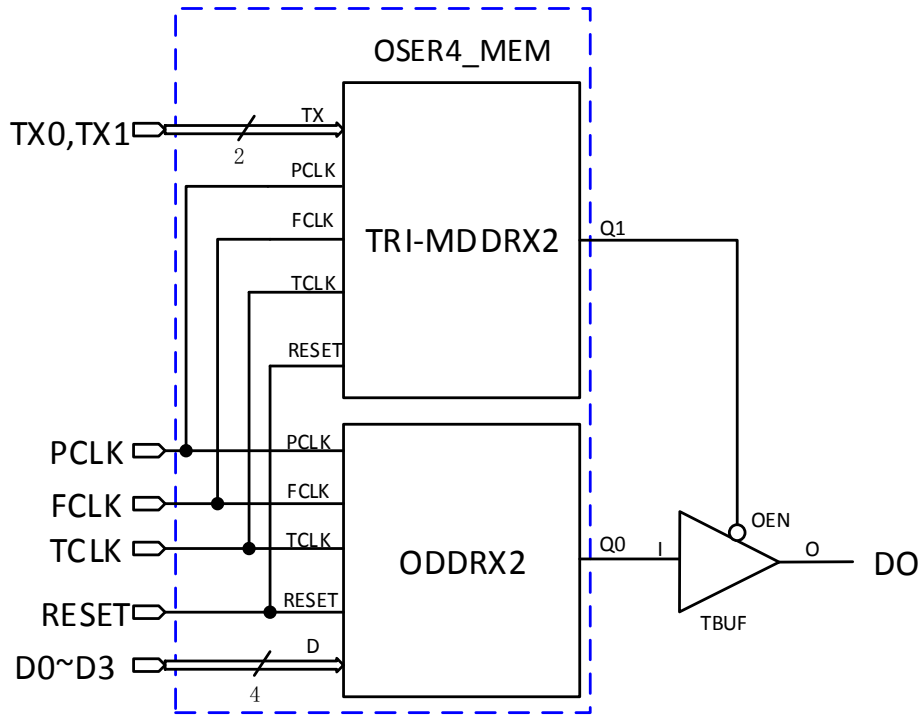 OSER4_MEM
TX0,TX1
2
TX
PCLK
FCLK
TCLK
RESET
TRI-MDDRX2
Q1
PCLK
FCLK
TCLK
RESET
D0~D3
4
PCLK
FCLK
TCLK
RESET
D
ODDRX2
Q0
I
OEN
O
DO
TBUF